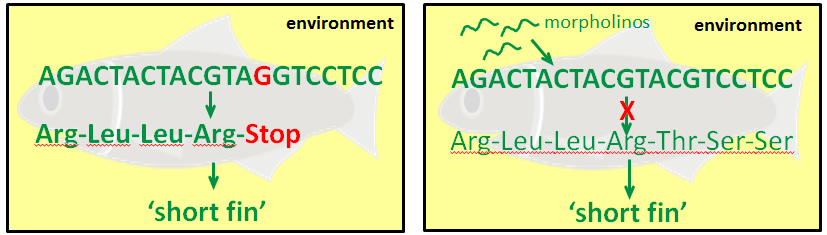 environment
AGACTACTACGTAGGTCCTCC
Arg-Leu-Leu-Arg-Stop
'short fin'
morpholinos
environment
AGACTACTACGTACGTCCTCC
X
Arg-Leu-Leu-Arg-Thr-Ser-Ser
'short fin'